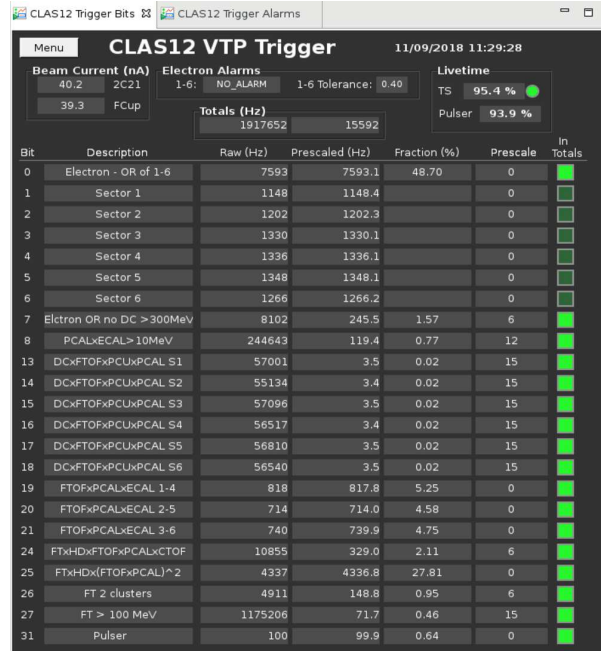 CLAS12 Trigger Bits CLAS12 Trigger Alarms
Menu CLAS12 VTP Trigger 11/09/2018 11:29:28
Beam Current (nA) Electron Alarms Livetime
40.2 2C21 1-6: NO_ALARM 1-6 Tolerance: 0.40 TS 95.4 %
39.3 FCup Totals (Hz) Pulser 93.9 %
1917652 15592
Bit Description Raw (Hz) Prescaled (Hz) Fraction (%) Prescale In Totals
0 Electron - OR of 1-6 7593 7593.1 48.70 0
1 Sector 1 1148 1148.4 0
2 Sector 2 1202 1202.3 0
3 Sector 3 1330 1330.1 0
4 Sector 4 1336 1336.1 0
5 Sector 5 1348 1348.1 0
6 Sector 6 1266 1266.2 0
7 Elctron OR no DC >300MeV 8102 245.5 1.57 6
8 PCALxECAL>10MeV 244643 119.4 0.77 12
13 DCxFTOFxPCUxPCAL S1 57001 3.5 0.02 15
14 DCxFTOFxPCUxPCAL S2 55134 3.4 0.02 15
15 DCxFTOFxPCUxPCAL S3 57096 3.5 0.02 15
16 DCxFTOFxPCUxPCAL S4 56517 3.4 0.02 15
17 DCxFTOFxPCUxPCAL S5 56810 3.5 0.02 15
18 DCxFTOFxPCUxPCAL S6 56540 3.5 0.02 15
19 FTOFxPCALxECAL 1-4 818 817.8 5.25 0
20 FTOFxPCALxECAL 2-5 714 714.0 4.58 0
21 FTOFxPCALxECAL 3-6 740 739.9 4.75 0
24 FTxHDxFTOFxPCALxCTOF 10855 329.0 2.11 6
25 FTxHDx(FTOFxPCAL)^2 4337 4336.8 27.81 0
26 FT 2 clusters 4911 148.8 0.95 6
27 FT > 100 MeV 1175206 71.7 0.46 15
31 Pulser 100 99.9 0.64 0